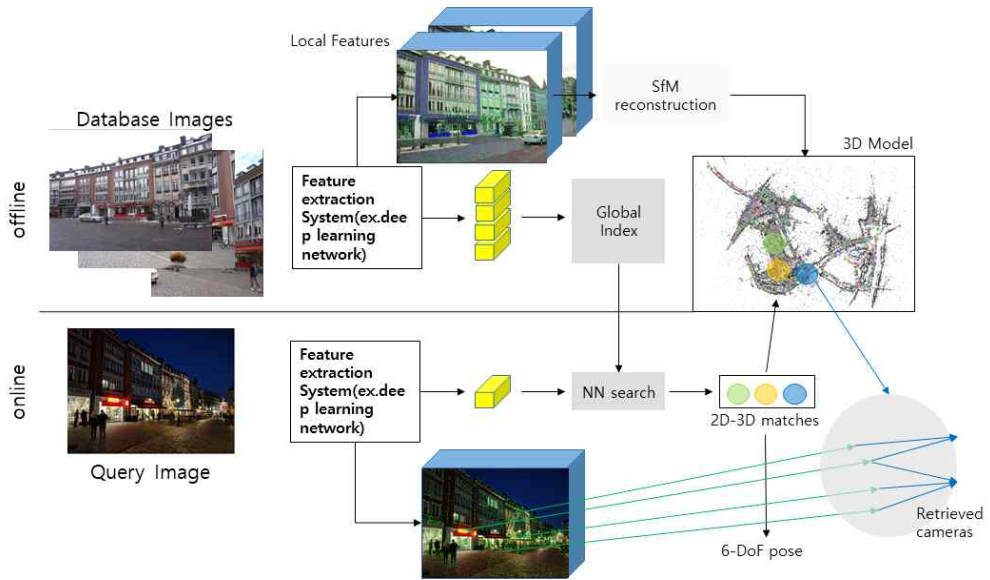 Local Features
SfM
reconstruction
Database Images
3D Model
offline
Feature
extraction
System(ex.dee
p learning
network)
Global
Index
online
Feature
extraction
System(ex.dee
p learning
network)
NN search
2D-3D matches
Query Image
Retrieved
cameras
6-DoF pose